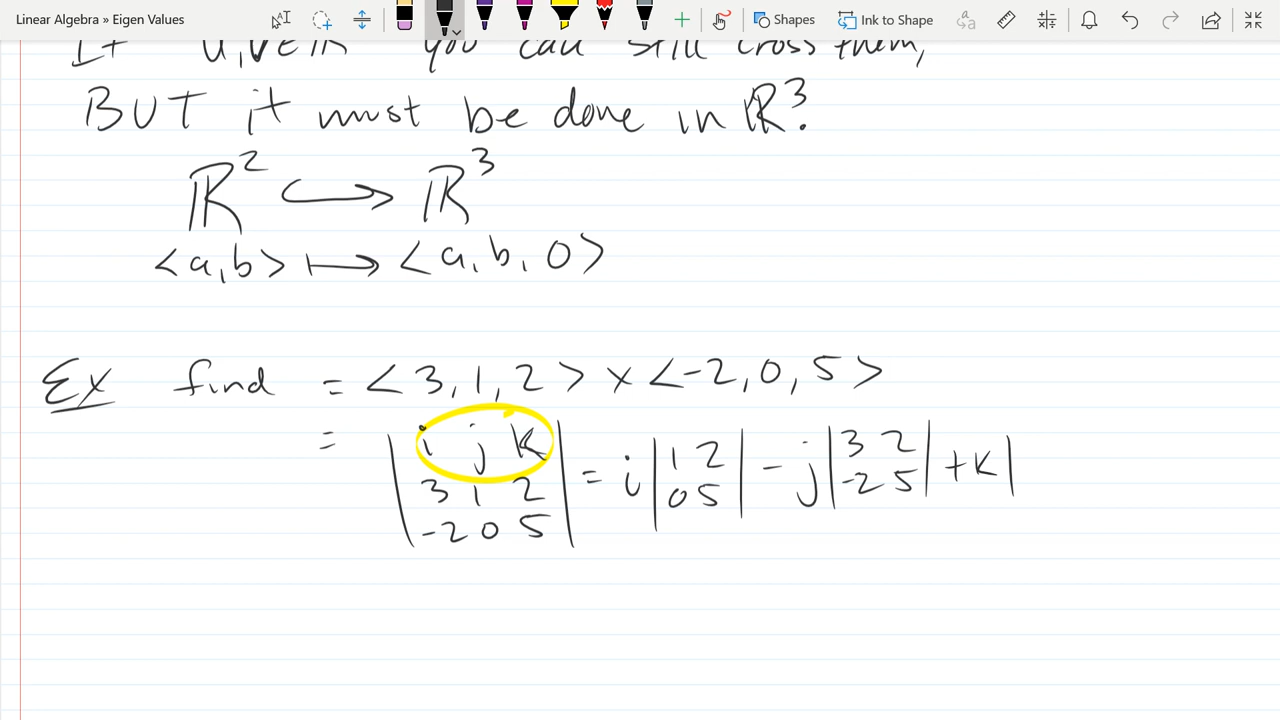 Linear Algebra » Eigen Values
Shapes
Ink to Shape
If u,v∈ℝ you can still cross them,
BUT it must be done in ℝ³.
ℝ² ↪ ℝ³
<a,b> ↦ <a,b,0>
Ex find = <3,1,2> x <-2,0,5>
= | i j k | = i | 1 2 | - j | 3 2 | + k |
3 1 2 0 5 -2 5
-2 0 5